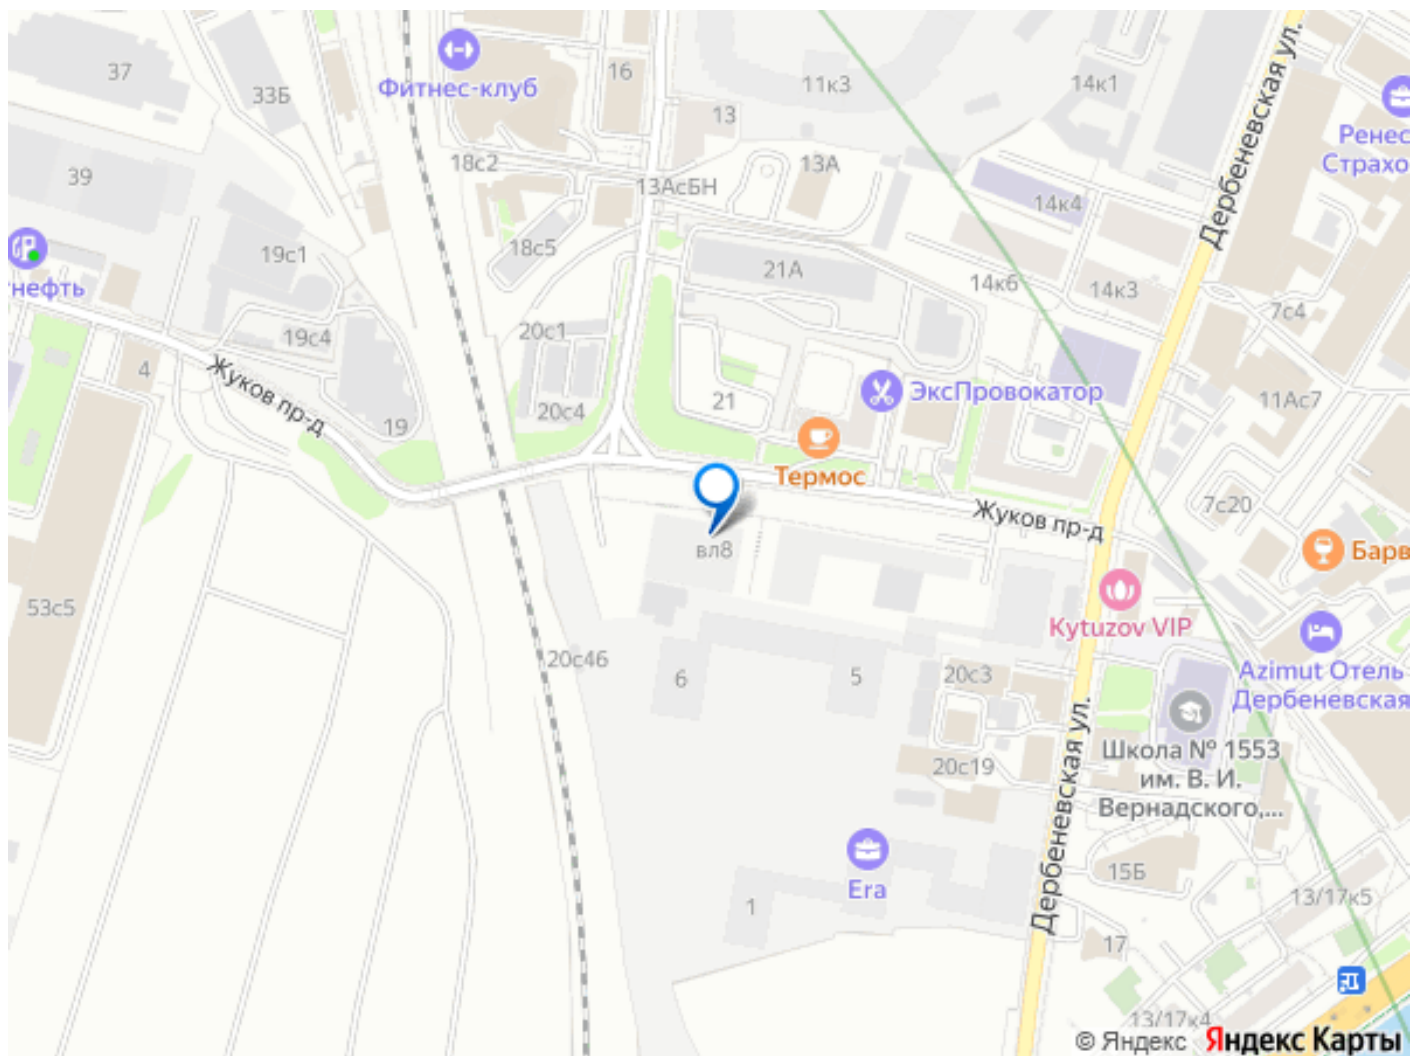 37
33Б
Фитнес-клуб
16
11к3
14к1
Дербеневская ул.
Ренес
Страхо
13
39
18с2
13АсБН
13А
14к4
нефть
19с1
18с5
21А
14к6
14к3
7с4
19с4
20с1
4
Жуков пр-д
19
20с4
21
ЭксПровокатор
11Ас7
Термос
Жуков пр-д
7с20
вл8
Барв
53с5
Kytuzov VIP
20с46
6
5
20с3
Azimut Отель
Дербеневская
Дербеневская ул.
20с19
Школа № 1553
им. В. И.
Вернадского,...
Era
15Б
1
13/17к5
17
13/17к4
© Яндекс Яндекс Карты